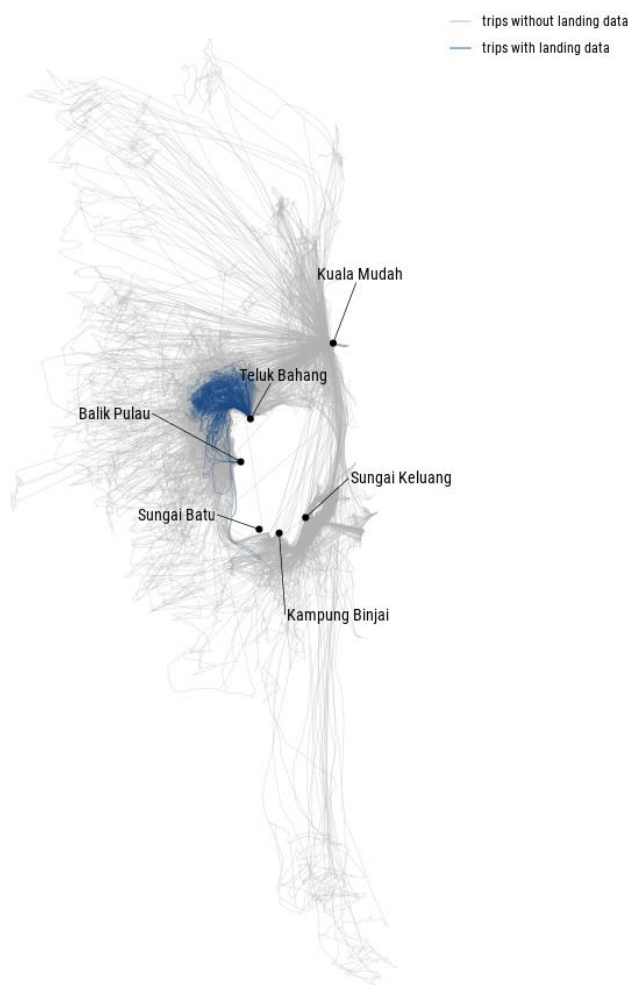 trips without landing data
trips with landing data
Kuala Mudah
Teluk Bahang
Balik Pulau
Sungai Keluang
Sungai Batu
Kampung Binjai